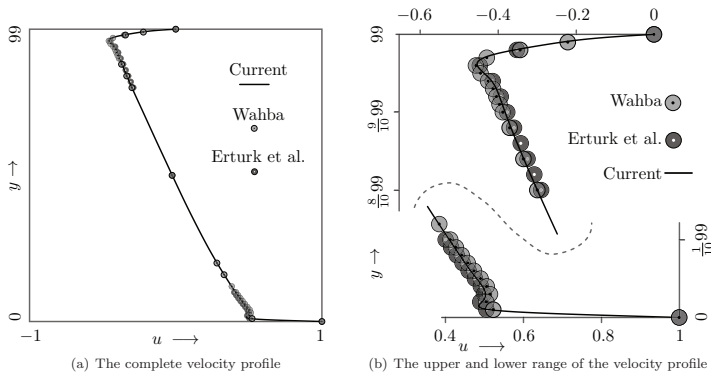 99
Current
Wahba
Erturk et al.
y →
0
−1
u →
1
(a) The complete velocity profile
−0.6
−0.4
−0.2
0
99
9/10 99
8/10 99
Wahba
Erturk et al.
Current
y →
1/10 99
0
0.4
0.6
0.8
1
u →
(b) The upper and lower range of the velocity profile